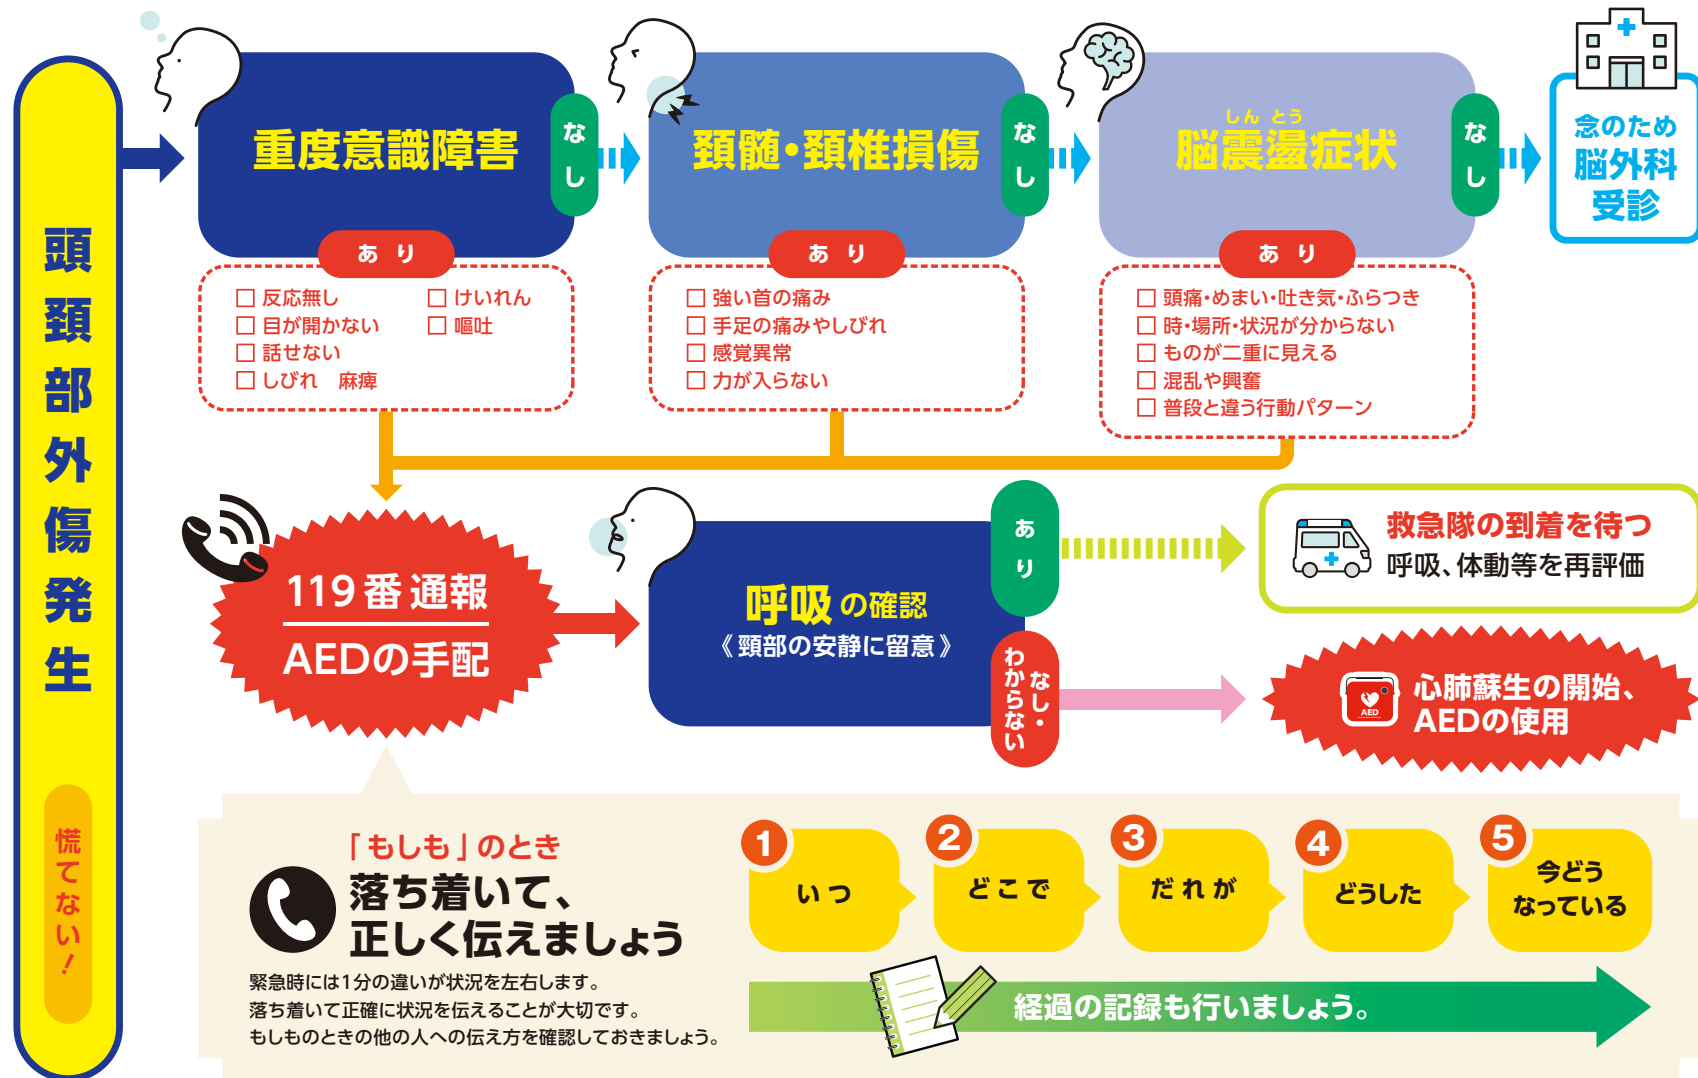 頭頚部外傷発生
慌てない！
重度意識障害
なし
あり
□ 反応無し
□ 目が開かない
□ 話せない
□ しびれ　麻痺
□ けいれん
□ 嘔吐
頚髄・頚椎損傷
なし
あり
□ 強い首の痛み
□ 手足の痛みやしびれ
□ 感覚異常
□ 力が入らない
しんとう
脳震盪症状
なし
あり
□ 頭痛・めまい・吐き気・ふらつき
□ 時・場所・状況が分からない
□ ものが二重に見える
□ 混乱や興奮
□ 普段と違う行動パターン
念のため
脳外科
受診
119番通報
AEDの手配
呼吸の確認
《頸部の安静に留意》
あり
なし・
わからない
救急隊の到着を待つ
呼吸、体動等を再評価
AED
心肺蘇生の開始、
AEDの使用
「もしも」のとき
落ち着いて、
正しく伝えましょう
緊急時には1分の違いが状況を左右します。
落ち着いて正確に状況を伝えることが大切です。
もしものときの他の人への伝え方を確認しておきましょう。
1
いつ
2
どこで
3
だれが
4
どうした
5
今どう
なっている
経過の記録も行いましょう。